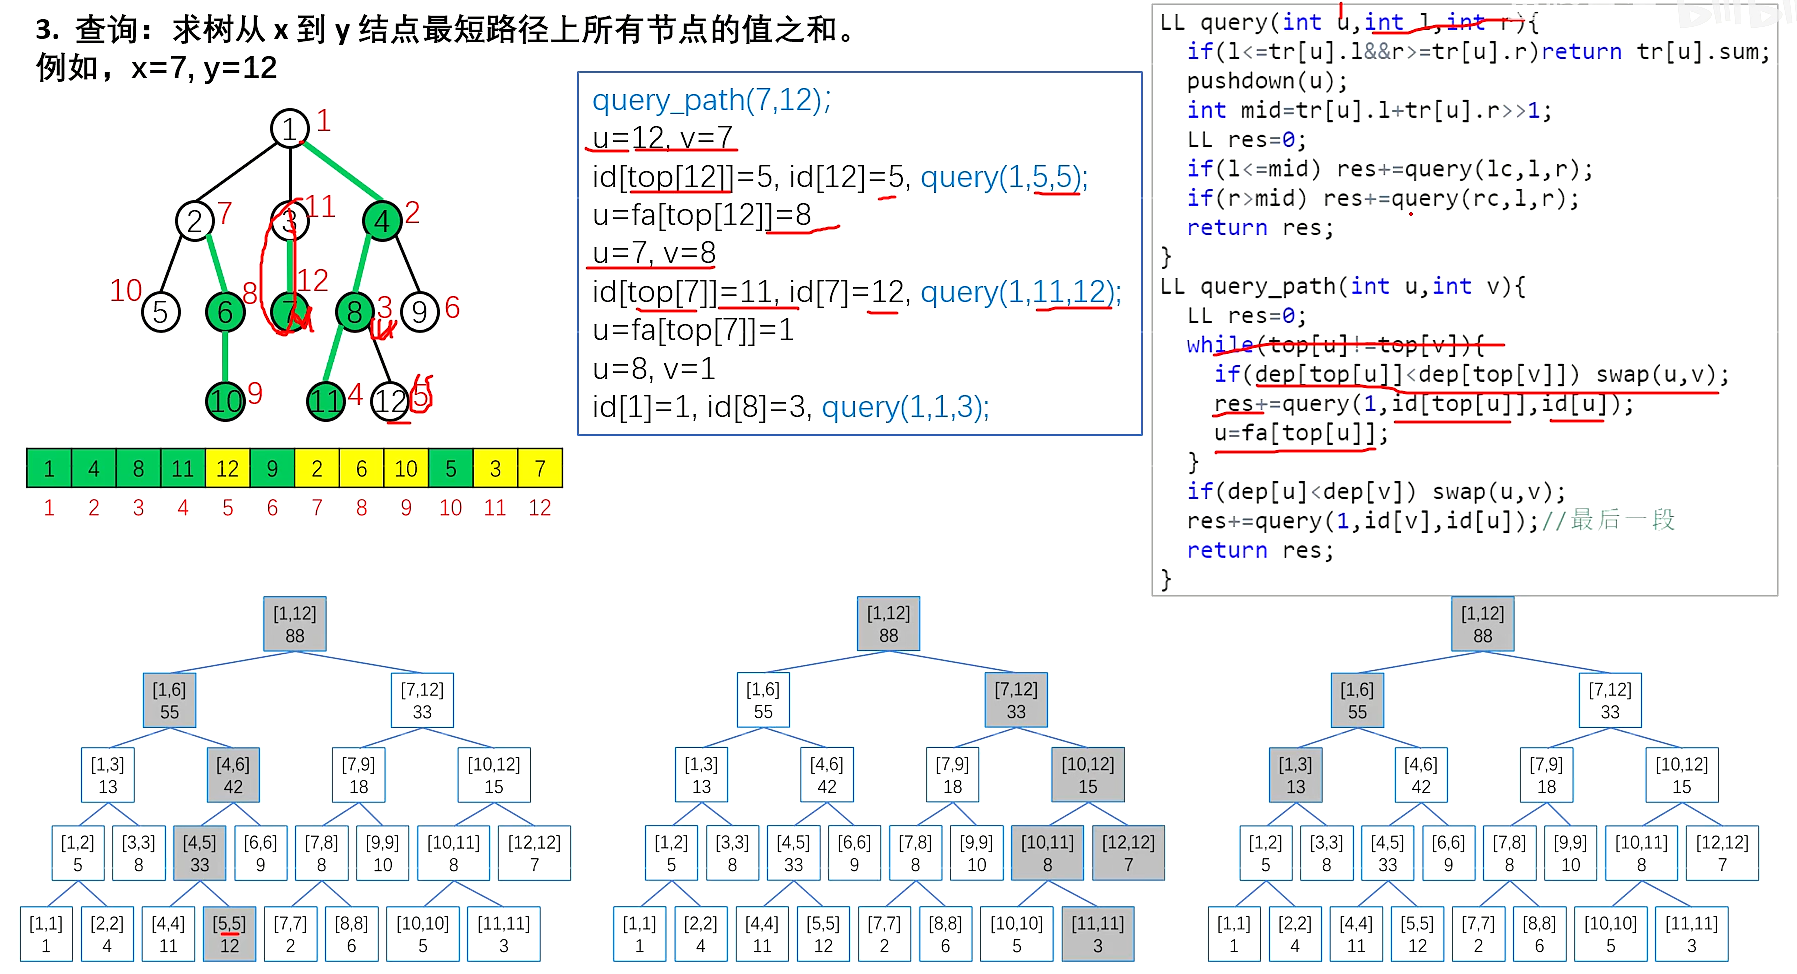 3. 查询：求树从 x 到 y 结点最短路径上所有节点的值之和。
例如，x=7, y=12
1 1
2 7 3 11 4 2
10 5 6 8 7 12 8 3 9 6
u
10 9 11 4 12 5
1 4 8 11 12 9 2 6 10 5 3 7
1 2 3 4 5 6 7 8 9 10 11 12
query_path(7,12);
u=12, v=7
id[top[12]]=5, id[12]=5, query(1,5,5);
u=fa[top[12]]=8
u=7, v=8
id[top[7]]=11, id[7]=12, query(1,11,12);
u=fa[top[7]]=1
u=8, v=1
id[1]=1, id[8]=3, query(1,1,3);
LL query(int u,int l,int r){
if(l<=tr[u].l&&r>=tr[u].r)return tr[u].sum;
pushdown(u);
int mid=tr[u].l+tr[u].r>>1;
LL res=0;
if(l<=mid) res+=query(lc,l,r);
if(r>mid) res+=query(rc,l,r);
return res;
}
LL query_path(int u,int v){
LL res=0;
while(top[u]!=top[v]){
if(dep[top[u]]<dep[top[v]]) swap(u,v);
res+=query(1,id[top[u]],id[u]);
u=fa[top[u]];
}
if(dep[u]<dep[v]) swap(u,v);
res+=query(1,id[v],id[u]);//最后一段
return res;
}
[1,12]
88
[1,6] [7,12]
55 33
[1,3] [4,6] [7,9] [10,12]
13 42 18 15
[1,2] [3,3] [4,5] [6,6] [7,8] [9,9] [10,11] [12,12]
5 8 33 9 8 10 8 7
[1,1] [2,2] [4,4] [5,5] [7,7] [8,8] [10,10] [11,11]
1 4 11 12 2 6 5 3
[1,12]
88
[1,6] [7,12]
55 33
[1,3] [4,6] [7,9] [10,12]
13 42 18 15
[1,2] [3,3] [4,5] [6,6] [7,8] [9,9] [10,11] [12,12]
5 8 33 9 8 10 8 7
[1,1] [2,2] [4,4] [5,5] [7,7] [8,8] [10,10] [11,11]
1 4 11 12 2 6 5 3
[1,12]
88
[1,6] [7,12]
55 33
[1,3] [4,6] [7,9] [10,12]
13 42 18 15
[1,2] [3,3] [4,5] [6,6] [7,8] [9,9] [10,11] [12,12]
5 8 33 9 8 10 8 7
[1,1] [2,2] [4,4] [5,5] [7,7] [8,8] [10,10] [11,11]
1 4 11 12 2 6 5 3